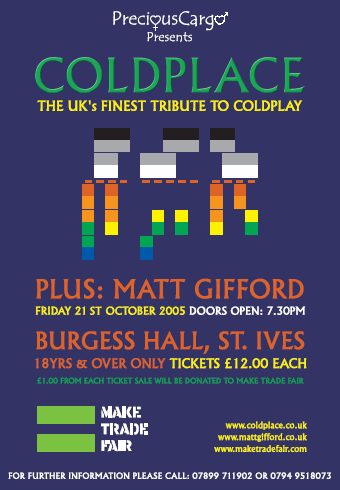 PreciousCargo
Presents
COLDPLACE
THE UK's FINEST TRIBUTE TO COLDPLAY
PLUS: MATT GIFFORD
FRIDAY 21 ST OCTOBER 2005 DOORS OPEN: 7.30PM
BURGESS HALL, ST. IVES
18YRS & OVER ONLY TICKETS £12.00 EACH
£1.00 FROM EACH TICKET SALE WILL BE DONATED TO MAKE TRADE FAIR
MAKE
TRADE
FAIR
www.coldplace.co.uk
www.mattgifford.co.uk
www.maketradefair.com
FOR FURTHER INFORMATION PLEASE CALL: 07899 711902 OR 0794 9518073